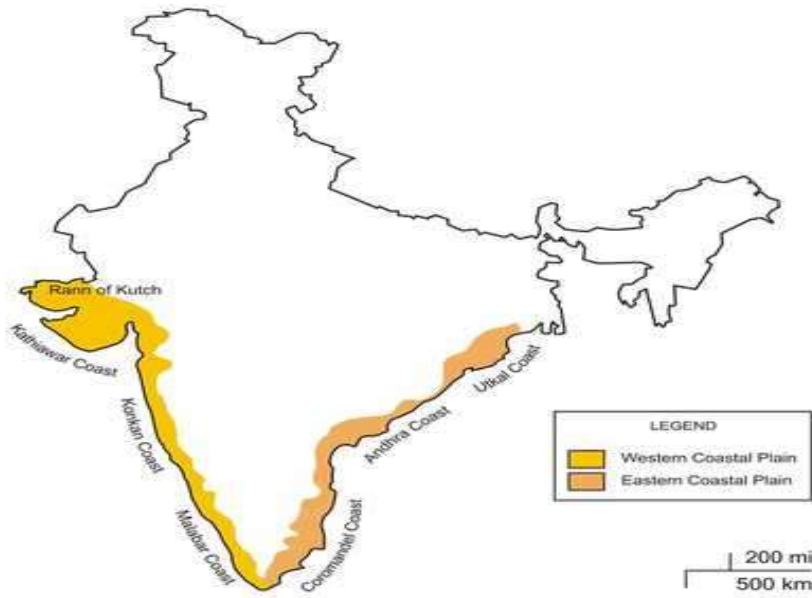 Rann of Kutch
Kathiawar Coast
Konkan Coast
Malabar Coast
Coromandel Coast
Andhra Coast
Utkal Coast
LEGEND
Western Coastal Plain
Eastern Coastal Plain
200 mi
500 km